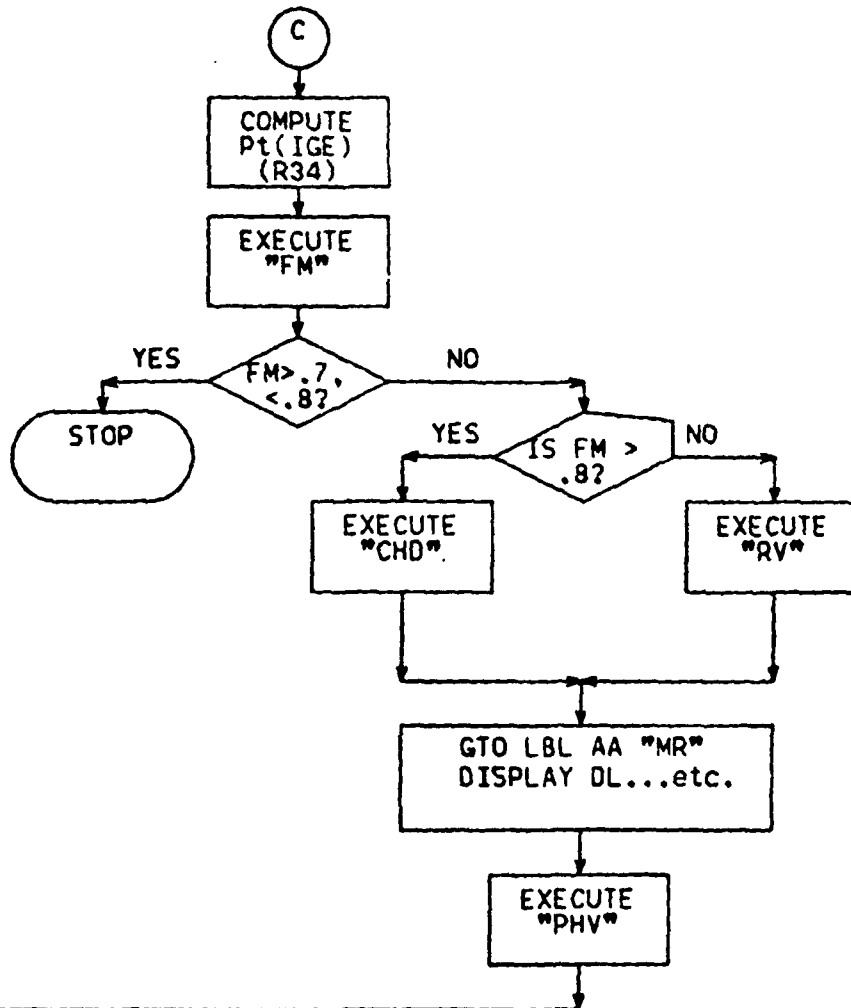 C
COMPUTE
Pt(IGE)
(R34)
EXECUTE
"FM"
YES
FM>.7,
<.8?
NO
STOP
YES
IS FM >
.8?
NO
EXECUTE
"CHD".
EXECUTE
"RV"
GTO LBL AA "MR"
DISPLAY DL...etc.
EXECUTE
"PHV"